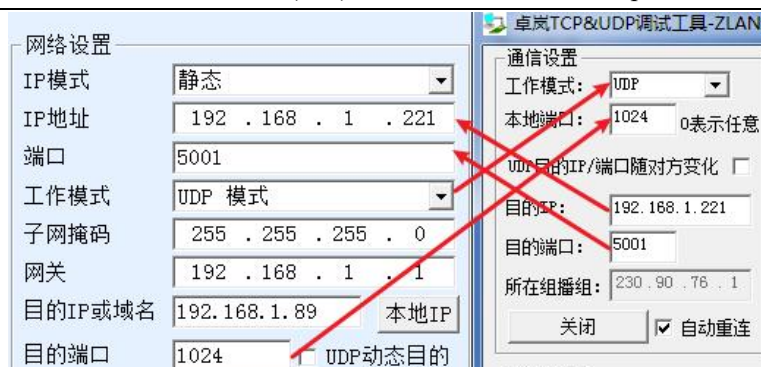 网络设置
IP模式 静态
IP地址 192 . 168 . 1 . 221
端口 5001
工作模式 UDP 模式
子网掩码 255 . 255 . 255 . 0
网关 192 . 168 . 1 . 1
目的IP或域名 192.168.1.89 本地IP
目的端口 1024 UDP动态目的
卓岚TCP&UDP调试工具-ZLAN
通信设置
工作模式: UDP
本地端口: 1024 0表示任意
UDP目的IP/端口随对方变化
目的IP: 192.168.1.221
目的端口: 5001
所在组播组: 230 . 90 . 76 . 1
关闭 自动重连